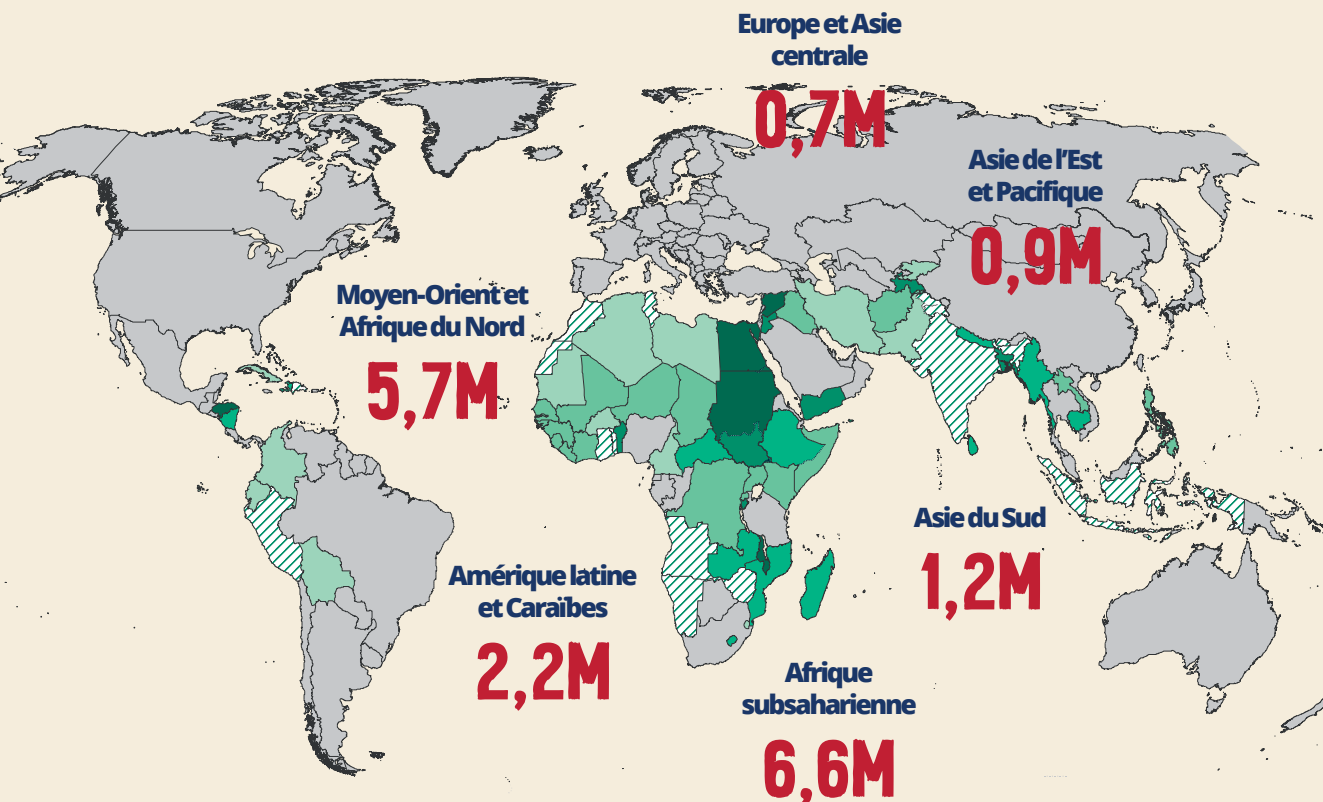 Europe et Asie
centrale
0,7M
Asie de l'Est
et Pacifique
0,9M
Moyen-Orient et
Afrique du Nord
5,7M
Asie du Sud
1,2M
Amérique latine
et Caraïbes
2,2M
Afrique
subsaharienne
6,6M